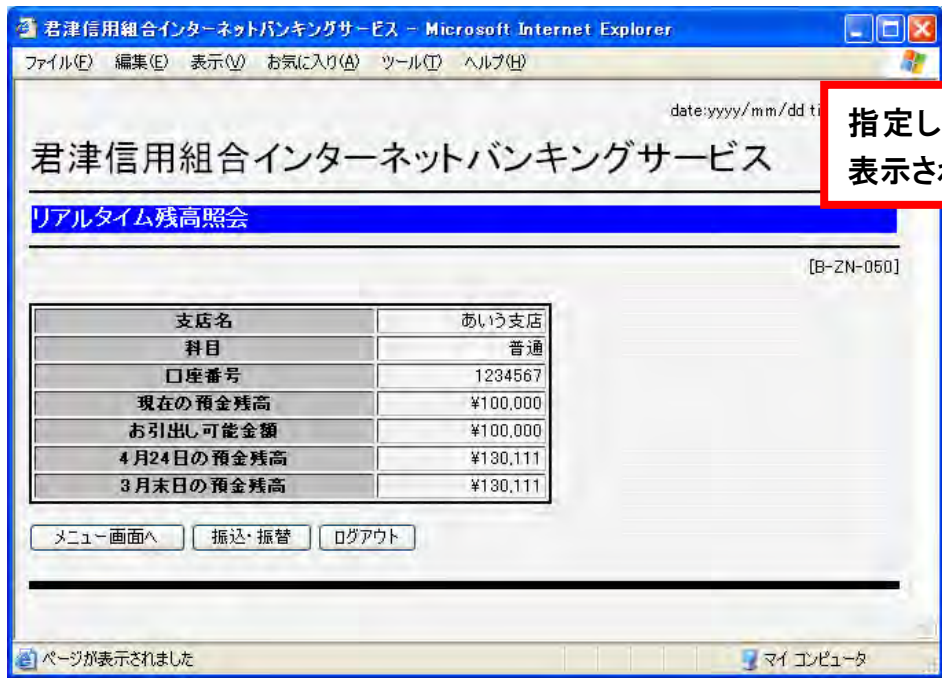 君津信用組合インターネットバンキングサービス - Microsoft Internet Explorer
ファイル(F) 編集(E) 表示(V) お気に入り(A) ツール(T) ヘルプ(H)
date:yyyy/mm/dd ti
指定し
表示さ
君津信用組合インターネットバンキングサービス
リアルタイム残高照会
[B-ZN-050]
支店名 あいう支店
科目 普通
口座番号 1234567
現在の預金残高 ¥100,000
お引出し可能金額 ¥100,000
4月24日の預金残高 ¥130,111
3月末日の預金残高 ¥130,111
メニュー画面へ 振込・振替 ログアウト
ページが表示されました マイ コンピュータ